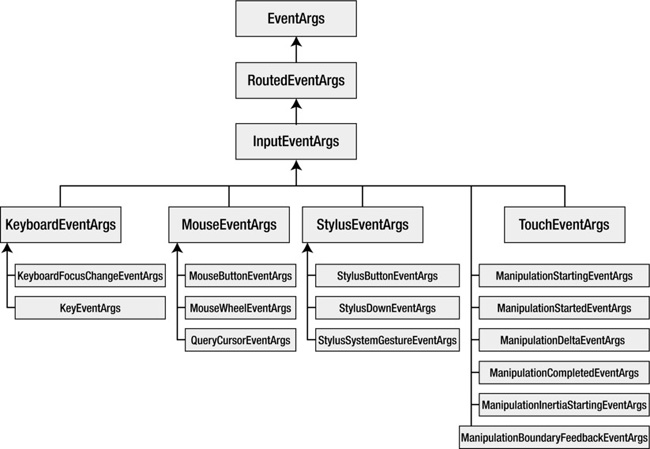 EventArgs
RoutedEventArgs
InputEventArgs
KeyboardEventArgs
MouseEventArgs
StylusEventArgs
TouchEventArgs
KeyboardFocusChangeEventArgs
MouseButtonEventArgs
StylusButtonEventArgs
ManipulationStartingEventArgs
KeyEventArgs
MouseWheelEventArgs
StylusDownEventArgs
ManipulationStartedEventArgs
QueryCursorEventArgs
StylusSystemGestureEventArgs
ManipulationDeltaEventArgs
ManipulationCompletedEventArgs
ManipulationInertiaStartingEventArgs
ManipulationBoundaryFeedbackEventArgs